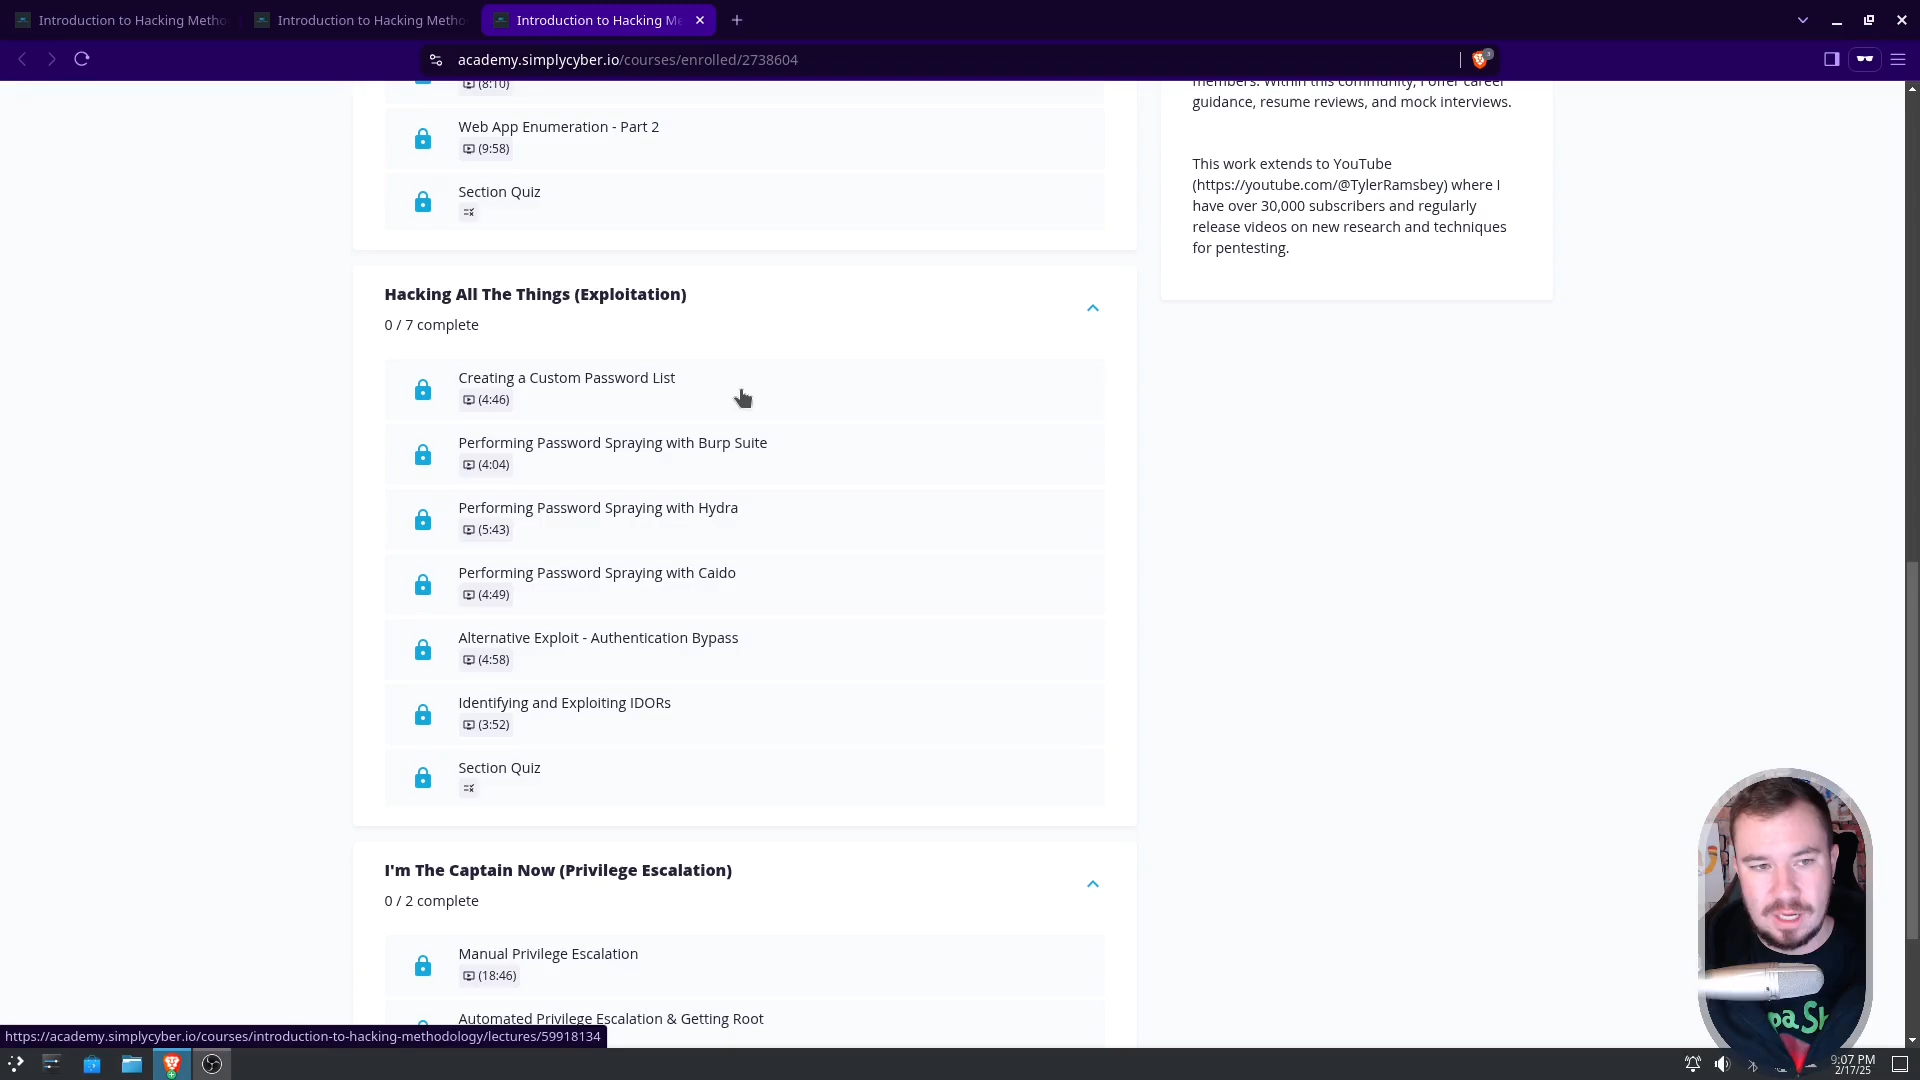 Introduction to Hacking Metho
Introduction to Hacking Metho
Introduction to Hacking Me
academy.simplycyber.io/courses/enrolled/2738604
(8:10)
Web App Enumeration - Part 2
(9:58)
Section Quiz
members. Within this community, I offer career
guidance, resume reviews, and mock interviews.
This work extends to YouTube
(https://youtube.com/@TylerRamsbey) where I
have over 30,000 subscribers and regularly
release videos on new research and techniques
for pentesting.
Hacking All The Things (Exploitation)
0 / 7 complete
Creating a Custom Password List
(4:46)
Performing Password Spraying with Burp Suite
(4:04)
Performing Password Spraying with Hydra
(5:43)
Performing Password Spraying with Caido
(4:49)
Alternative Exploit - Authentication Bypass
(4:58)
Identifying and Exploiting IDORs
(3:52)
Section Quiz
I'm The Captain Now (Privilege Escalation)
0 / 2 complete
Manual Privilege Escalation
(18:46)
Automated Privilege Escalation & Getting Root
https://academy.simplycyber.io/courses/introduction-to-hacking-methodology/lectures/59918134
9:07 PM
2/17/25